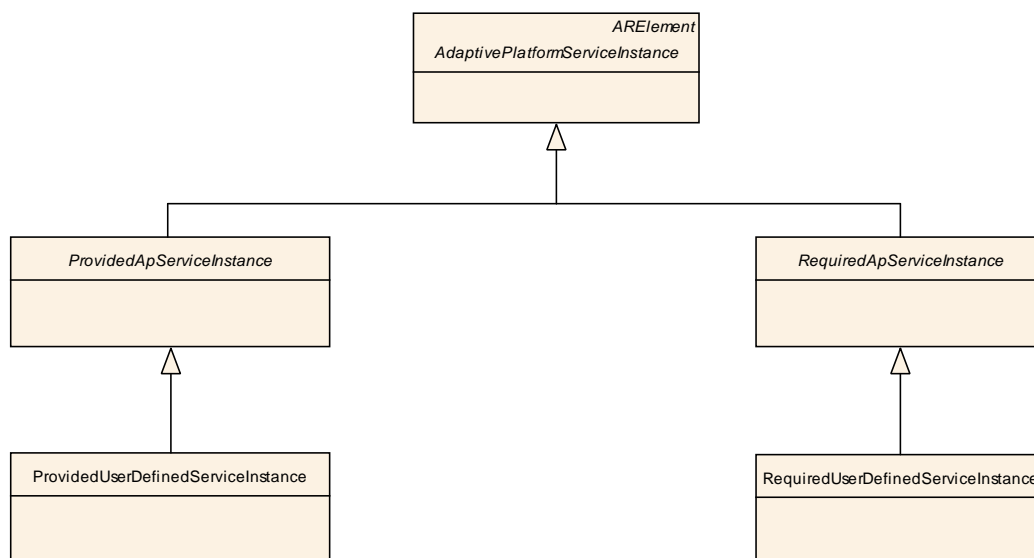 ARElement
AdaptivePlatformServiceInstance
ProvidedApServiceInstance
RequiredApServiceInstance
ProvidedUserDefinedServiceInstance
RequiredUserDefinedServiceInstance